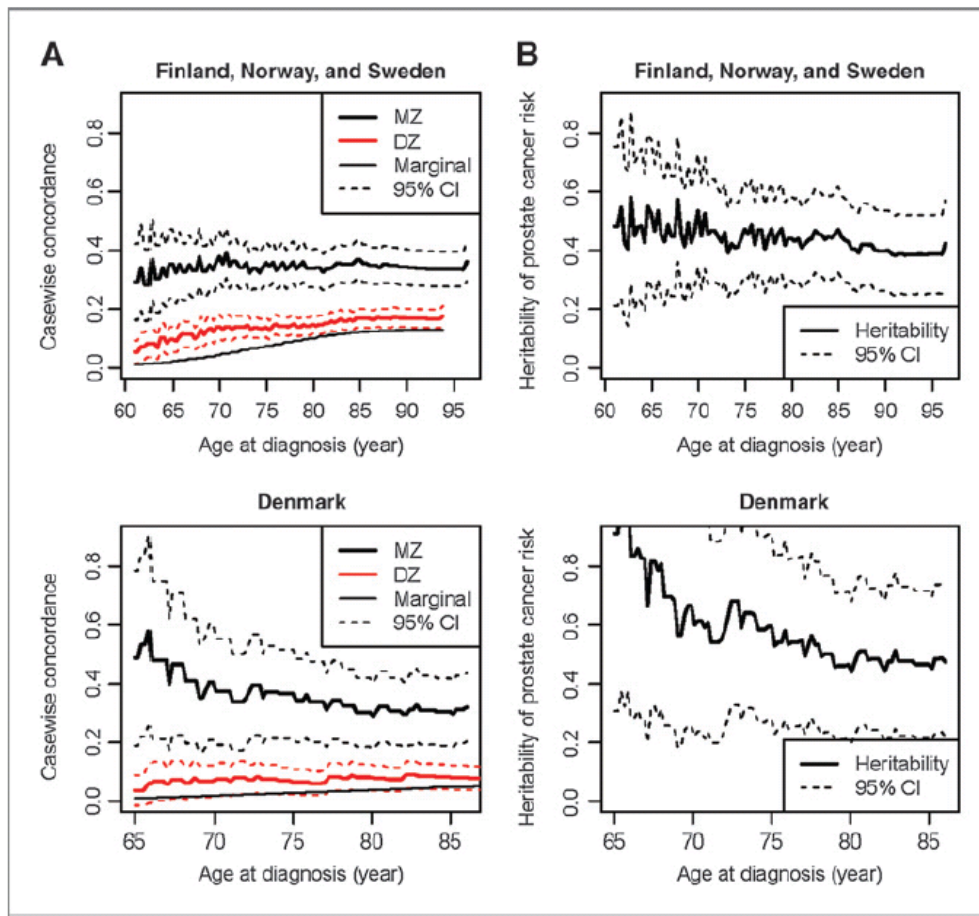 A
Finland, Norway, and Sweden
Casewise concordance
0.0 0.2 0.4 0.6 0.8
MZ
DZ
Marginal
95% CI
60 65 70 75 80 85 90 95
Age at diagnosis (year)
B
Finland, Norway, and Sweden
Heritability of prostate cancer risk
0.0 0.2 0.4 0.6 0.8
Heritability
95% CI
60 65 70 75 80 85 90 95
Age at diagnosis (year)
Denmark
Casewise concordance
0.0 0.2 0.4 0.6 0.8
MZ
DZ
Marginal
95% CI
65 70 75 80 85
Age at diagnosis (year)
Denmark
Heritability of prostate cancer risk
0.0 0.2 0.4 0.6 0.8
Heritability
95% CI
65 70 75 80 85
Age at diagnosis (year)